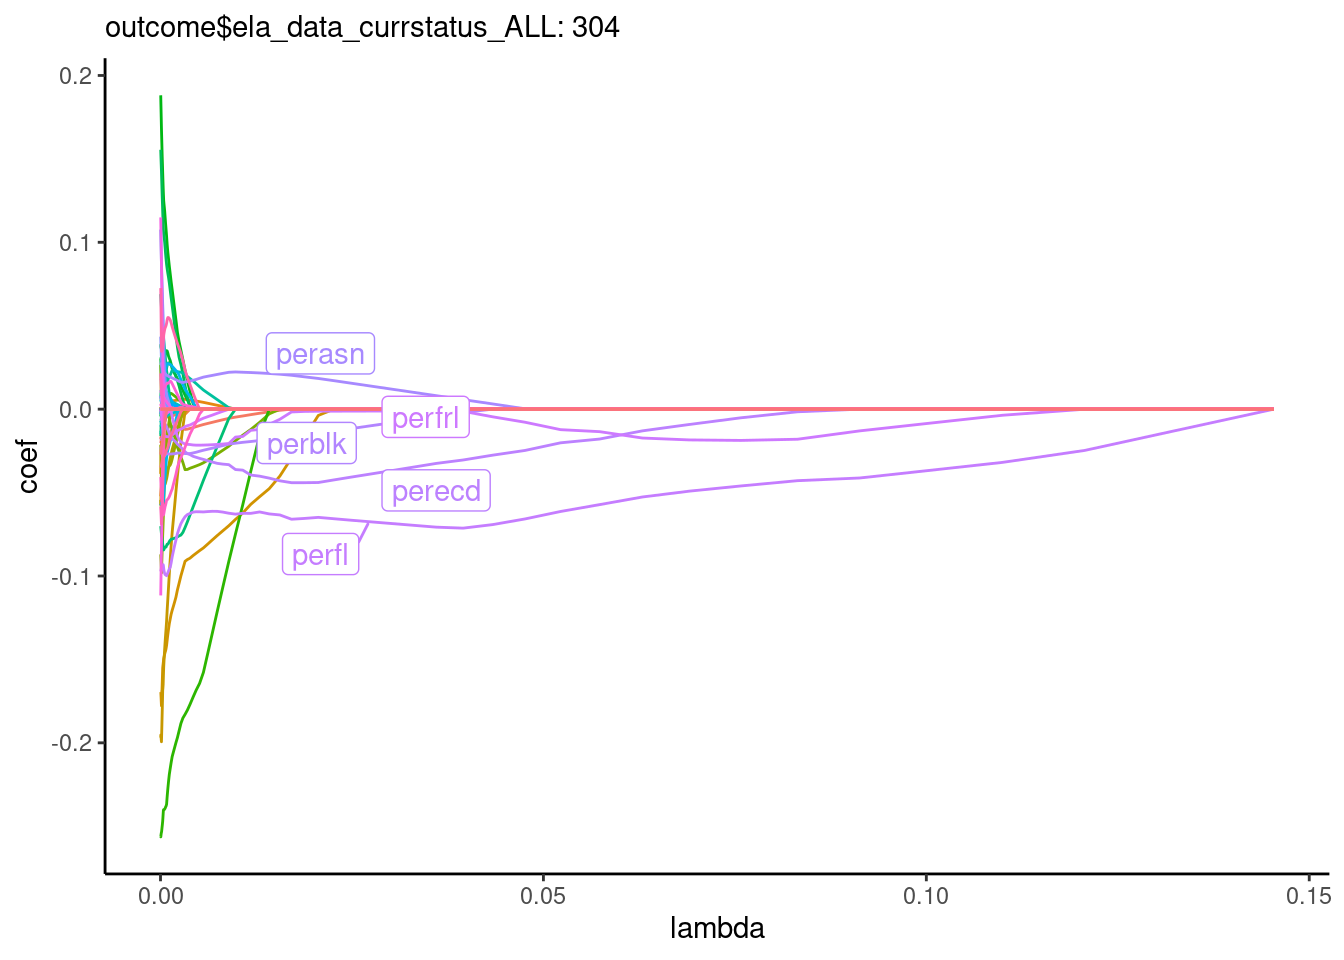 outcome$ela_data_currstatus_ALL: 304
0.2
0.1
0.0
-0.1
-0.2
coef
perasn
perfrl
perblk
perecd
perfl
0.00
0.05
0.10
0.15
lambda